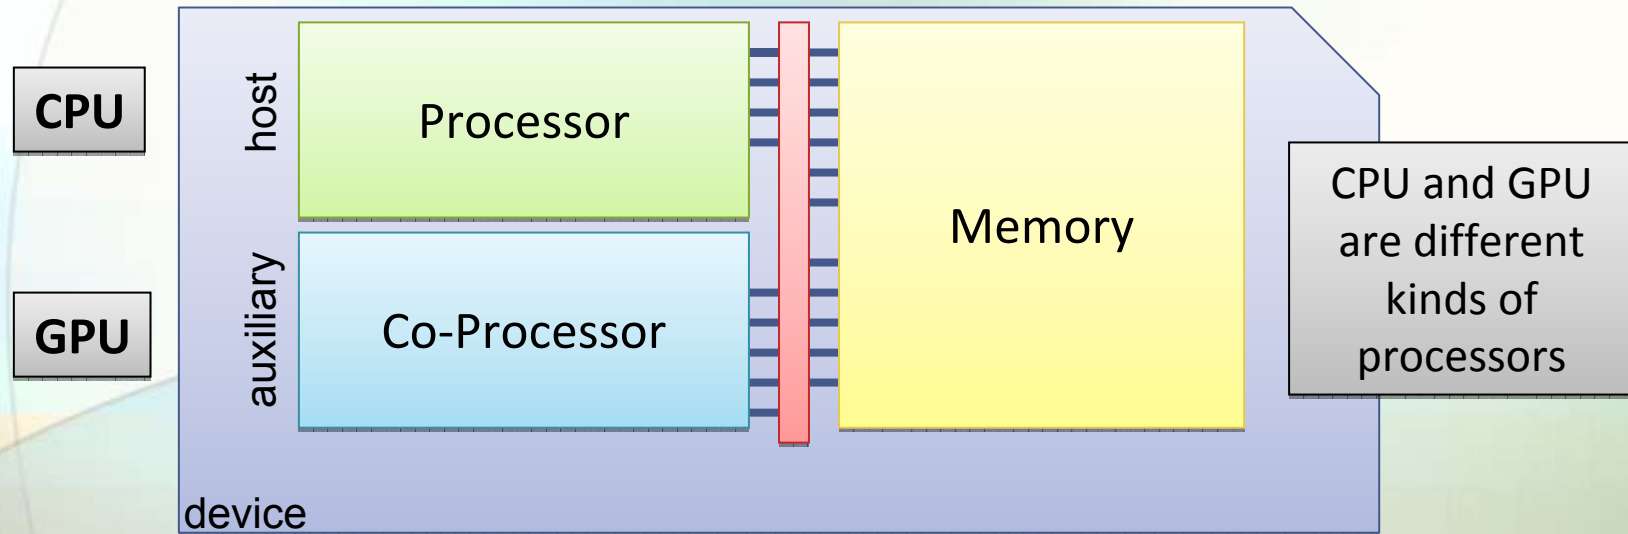 CPU
host
Processor
Memory
CPU and GPU
are different
kinds of
processors
GPU
auxiliary
Co-Processor
device